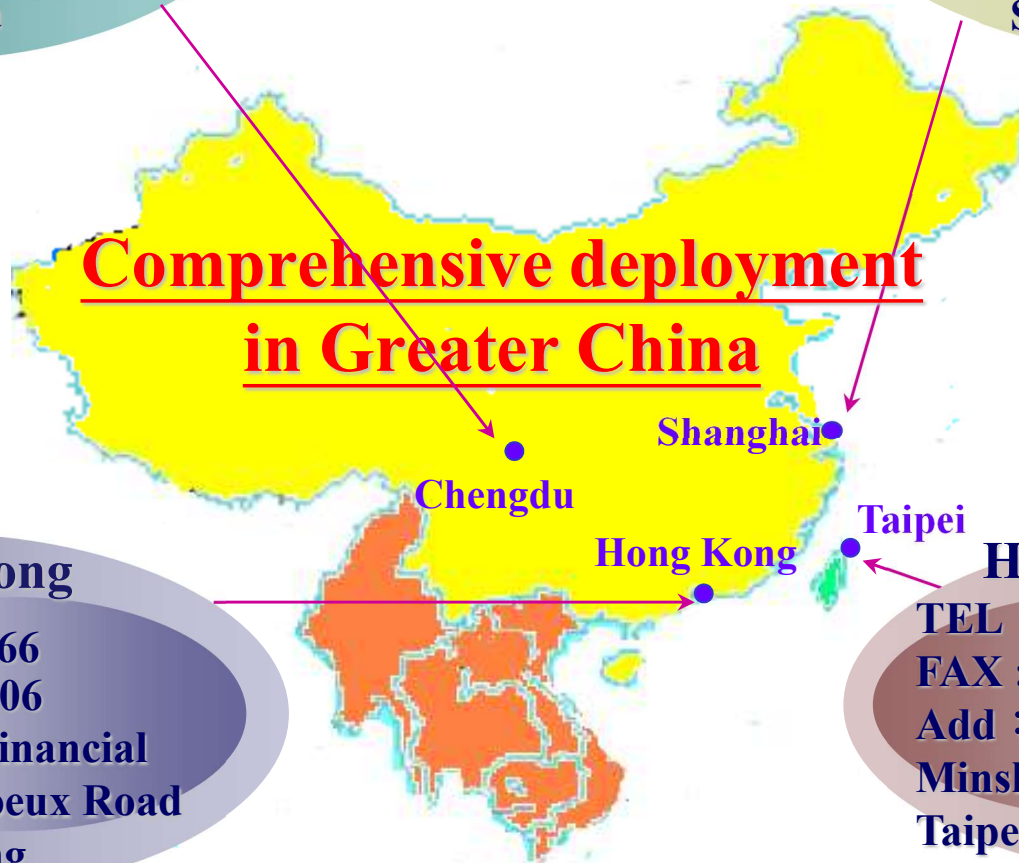 Comprehensive deployment
in Greater China
Shanghai
Chengdu
Taipei
Hong Kong
ong
66
06
inancial
oeux Road
TEL
FAX :
Add :
Minsh
Taipe